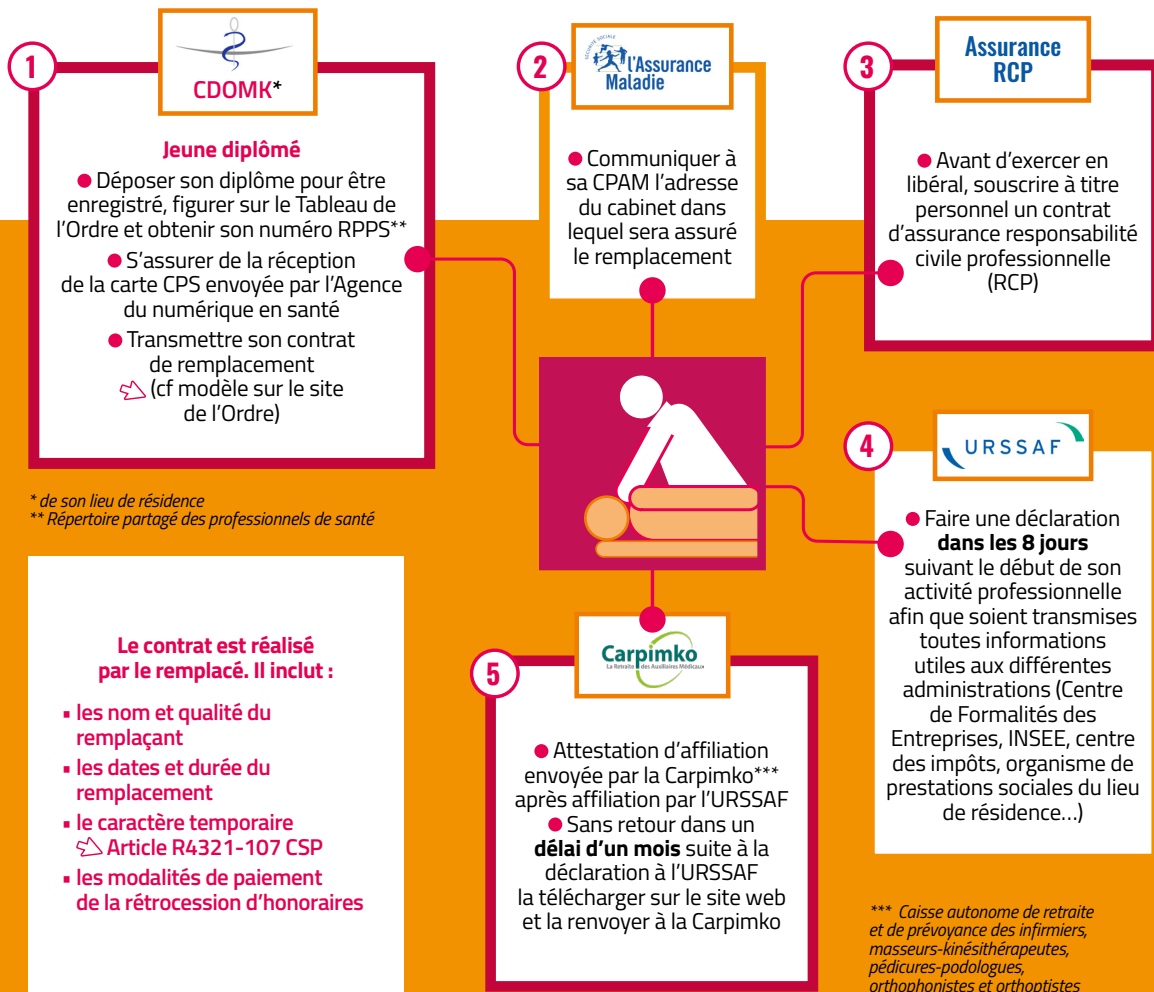 1
CDOMK*
Jeune diplômé
● Déposer son diplôme pour être
enregistré, figurer sur le Tableau de
l'Ordre et obtenir son numéro RPPS**
● S'assurer de la réception
de la carte CPS envoyée par l'Agence
du numérique en santé
● Transmettre son contrat
de remplacement
(cf modèle sur le site
de l'Ordre)
* de son lieu de résidence
** Répertoire partagé des professionnels de santé
2
SÉCURITÉ SOCIALE
l'Assurance
Maladie
● Communiquer à
sa CPAM l'adresse
du cabinet dans
lequel sera assuré
le remplacement
3
Assurance
RCP
● Avant d'exercer en
libéral, souscrire à titre
personnel un contrat
d'assurance responsabilité
civile professionnelle
(RCP)
4
URSSAF
● Faire une déclaration
dans les 8 jours
suivant le début de son
activité professionnelle
afin que soient transmises
toutes informations
utiles aux différentes
administrations (Centre
de Formalités des
Entreprises, INSEE, centre
des impôts, organisme de
prestations sociales du lieu
de résidence...)
5
Carpimko
La Retraite des Auxiliaires Médicaux
● Attestation d'affiliation
envoyée par la Carpimko***
après affiliation par l'URSSAF
● Sans retour dans un
délai d'un mois suite à la
déclaration à l'URSSAF
la télécharger sur le site web
et la renvoyer à la Carpimko
*** Caisse autonome de retraite
et de prévoyance des infirmiers,
masseurs-kinésithérapeutes,
pédicures-podologues,
orthophonistes et orthoptistes
Le contrat est réalisé
par le remplacé. Il inclut :
▪ les nom et qualité du
remplaçant
▪ les dates et durée du
remplacement
▪ le caractère temporaire
Article R4321-107 CSP
▪ les modalités de paiement
de la rétrocession d'honoraires